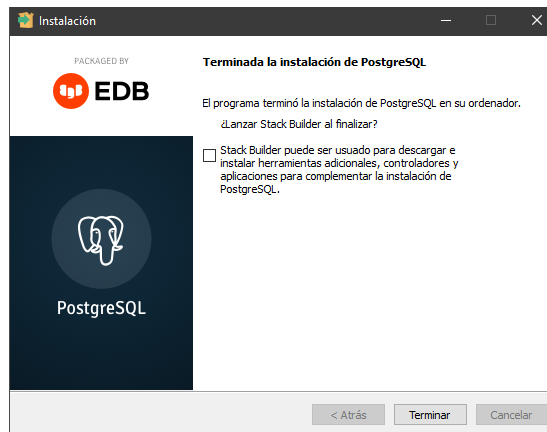 Instalación
PACKAGED BY
EDB
PostgreSQL
Terminada la instalación de PostgreSQL
El programa terminó la instalación de PostgreSQL en su ordenador.
¿Lanzar Stack Builder al finalizar?
Stack Builder puede ser usado para descargar e
instalar herramientas adicionales, controladores y
aplicaciones para complementar la instalación de
PostgreSQL.
< Atrás
Terminar
Cancelar